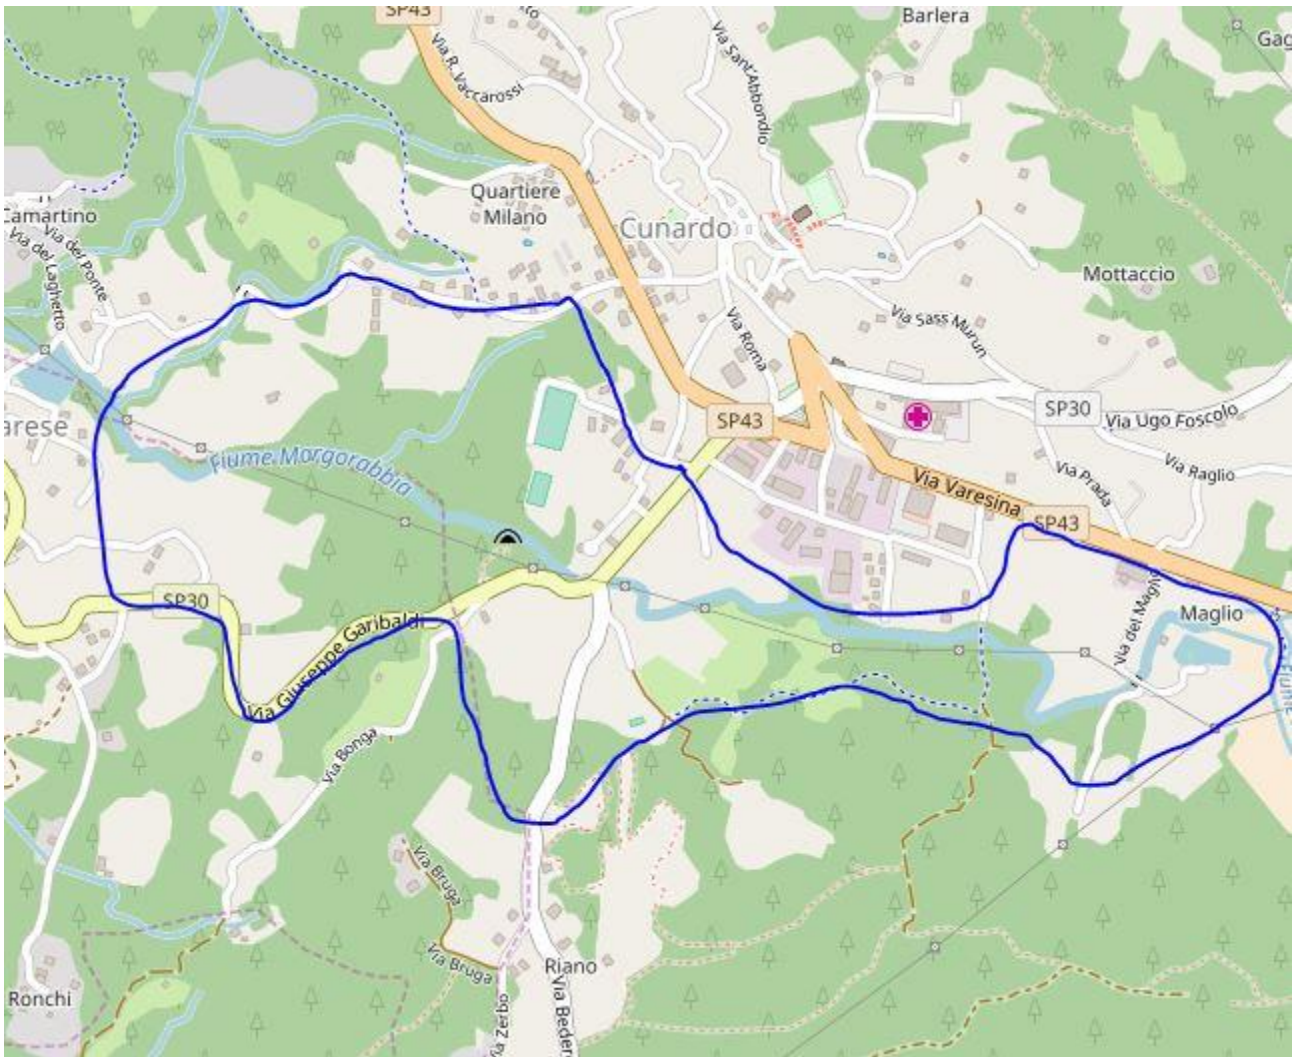 SP43
Barlera
Gag
Via R. Vaccarossi
Via Sant'Abbondio
Quartiere
Milano
Camartino
Cunardo
Via del Ponte
Via del Laghetto
Mottaccio
Via Sass Murun
Via Roma
SP30
SP43
Via Ugo Foscolo
arese
Fiume Margorabbia
Via Raglio
Via Prada
Via Varesina
SP43
SP30
Via Giuseppe Garibaldi
Via del Maglio
Maglio
Fiume
Via Bonga
Via Bruga
Via Bruga
Riano
Ronchi
Via Zerbo
Via Beder